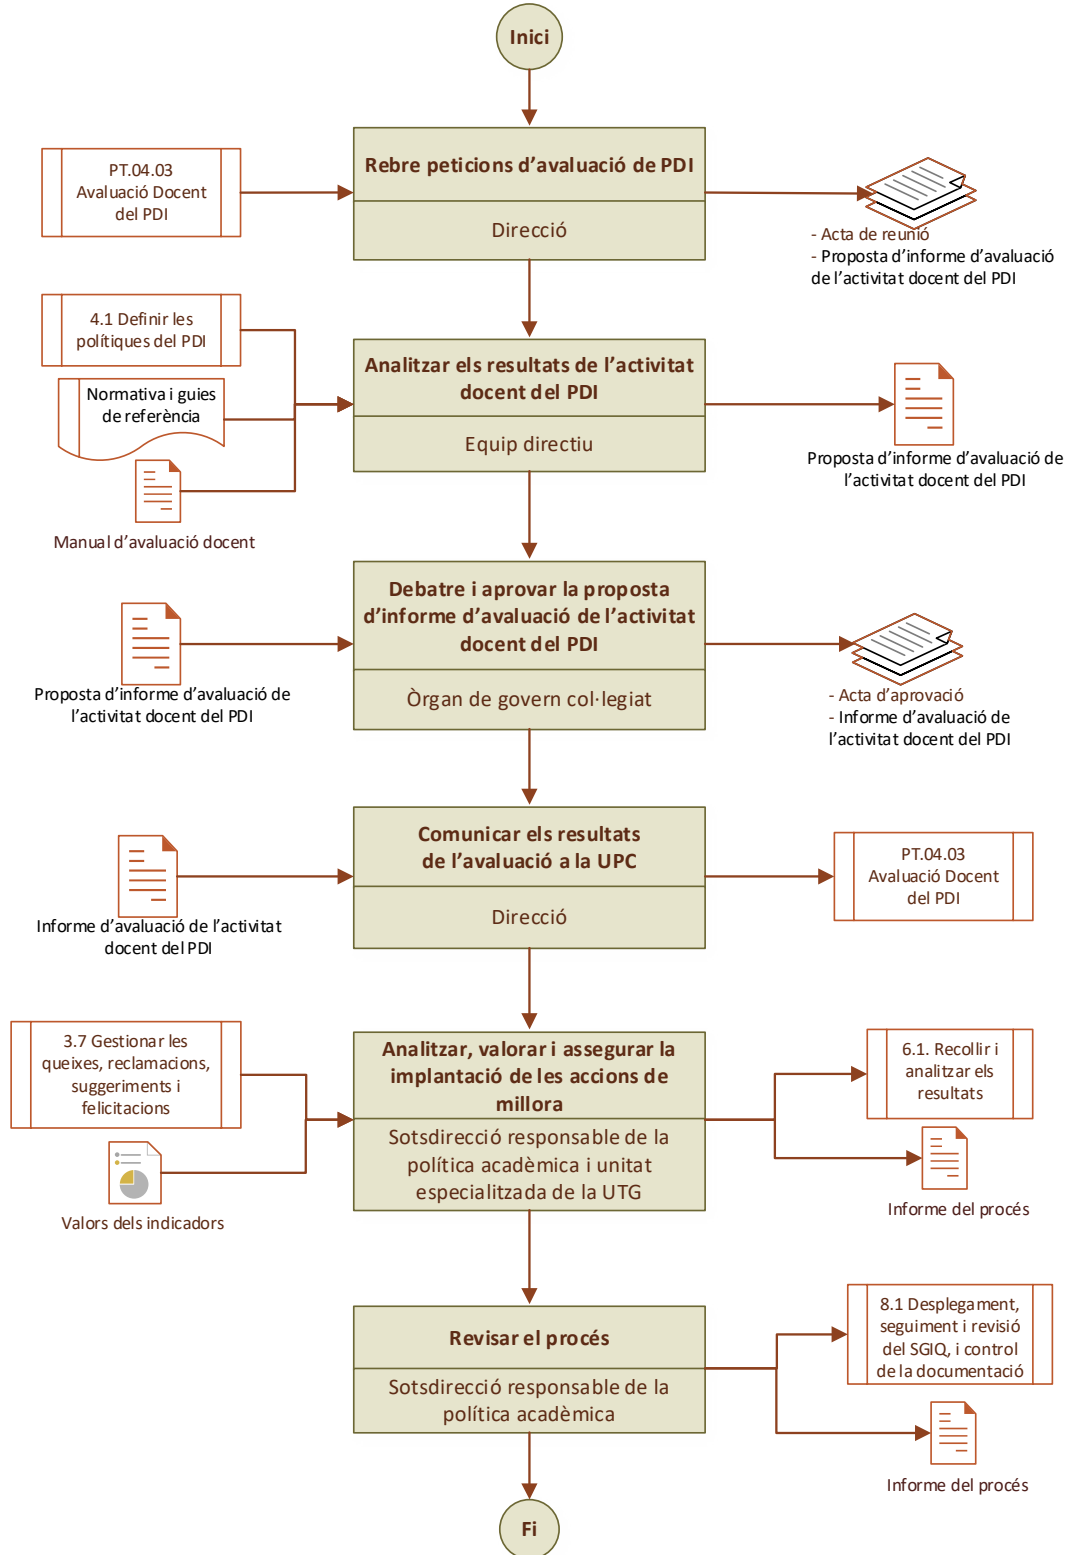 Inici
Rebre peticions d'avaluació de PDI
Direcció
PT.04.03
Avaluació Docent
del PDI
- Acta de reunió
- Proposta d'informe d'avaluació
de l'activitat docent del PDI
4.1 Definir les
polítiques del PDI
Normativa i guies
de referència
Manual d'avaluació docent
Analitzar els resultats de l'activitat
docent del PDI
Equip directiu
Proposta d'informe d'avaluació de
l'activitat docent del PDI
Proposta d'informe d'avaluació de
l'activitat docent del PDI
Debatre i aprovar la proposta
d'informe d'avaluació de l'activitat
docent del PDI
Òrgan de govern col·legiat
- Acta d'aprovació
- Informe d'avaluació de
l'activitat docent del PDI
Informe d'avaluació de l'activitat
docent del PDI
Comunicar els resultats
de l'avaluació a la UPC
Direcció
PT.04.03
Avaluació Docent
del PDI
3.7 Gestionar les
queixes, reclamacions,
suggeriments i
felicitacions
Valors dels indicadors
Analitzar, valorar i assegurar la
implantació de les accions de
millora
Sotsdirecció responsable de la
política acadèmica i unitat
especialitzada de la UTG
6.1. Recollir i
analitzar els
resultats
Informe del procés
Revisar el procés
Sotsdirecció responsable de la
política acadèmica
8.1 Desplegament,
seguiment i revisió
del SGIQ, i control
de la documentació
Informe del procés
Fi